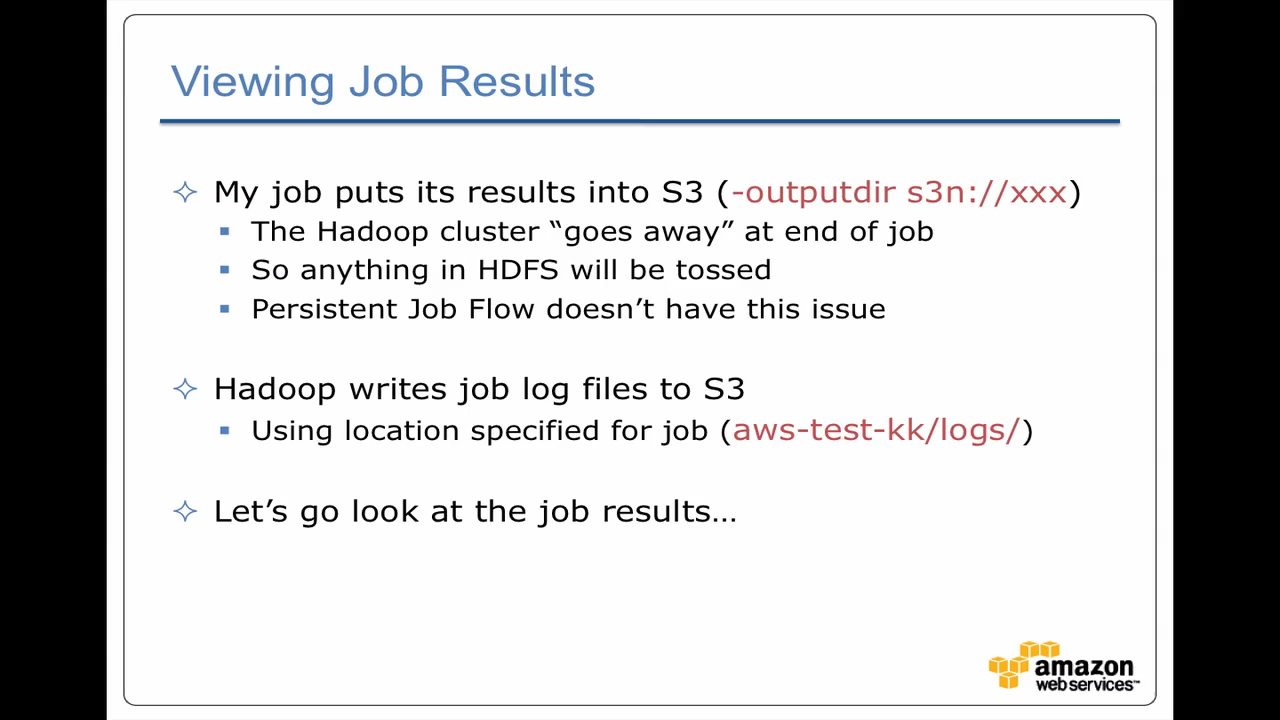 Viewing Job Results
My job puts its results into S3 (-outputdir s3n://xxx)
The Hadoop cluster “goes away” at end of job
So anything in HDFS will be tossed
Persistent Job Flow doesn’t have this issue
Hadoop writes job log files to S3
Using location specified for job (aws-test-kk/logs/)
Let’s go look at the job results…
amazon
webservices™